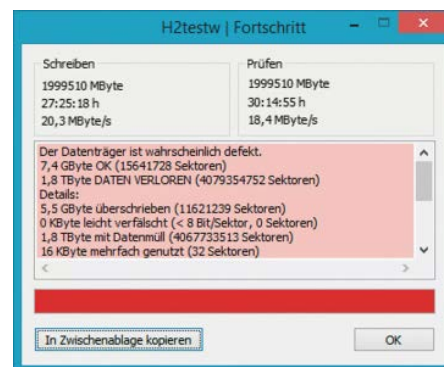 H2testw | Fortschritt
Schreiben
1999510 MByte
27:25:18 h
20,3 MByte/s
Prüfen
1999510 MByte
30:14:55 h
18,4 MByte/s
Der Datenträger ist wahrscheinlich defekt.
7,4 GByte OK (15641728 Sektoren)
1,8 TByte DATEN VERLOREN (4079354752 Sektoren)
Details:
5,5 GByte überschrieben (11621239 Sektoren)
0 KByte leicht verfälscht (< 8 Bit/Sektor, 0 Sektoren)
1,8 TByte mit Datenmüll (4067733513 Sektoren)
16 KByte mehrfach genutzt (32 Sektoren)
In Zwischenablage kopieren
OK